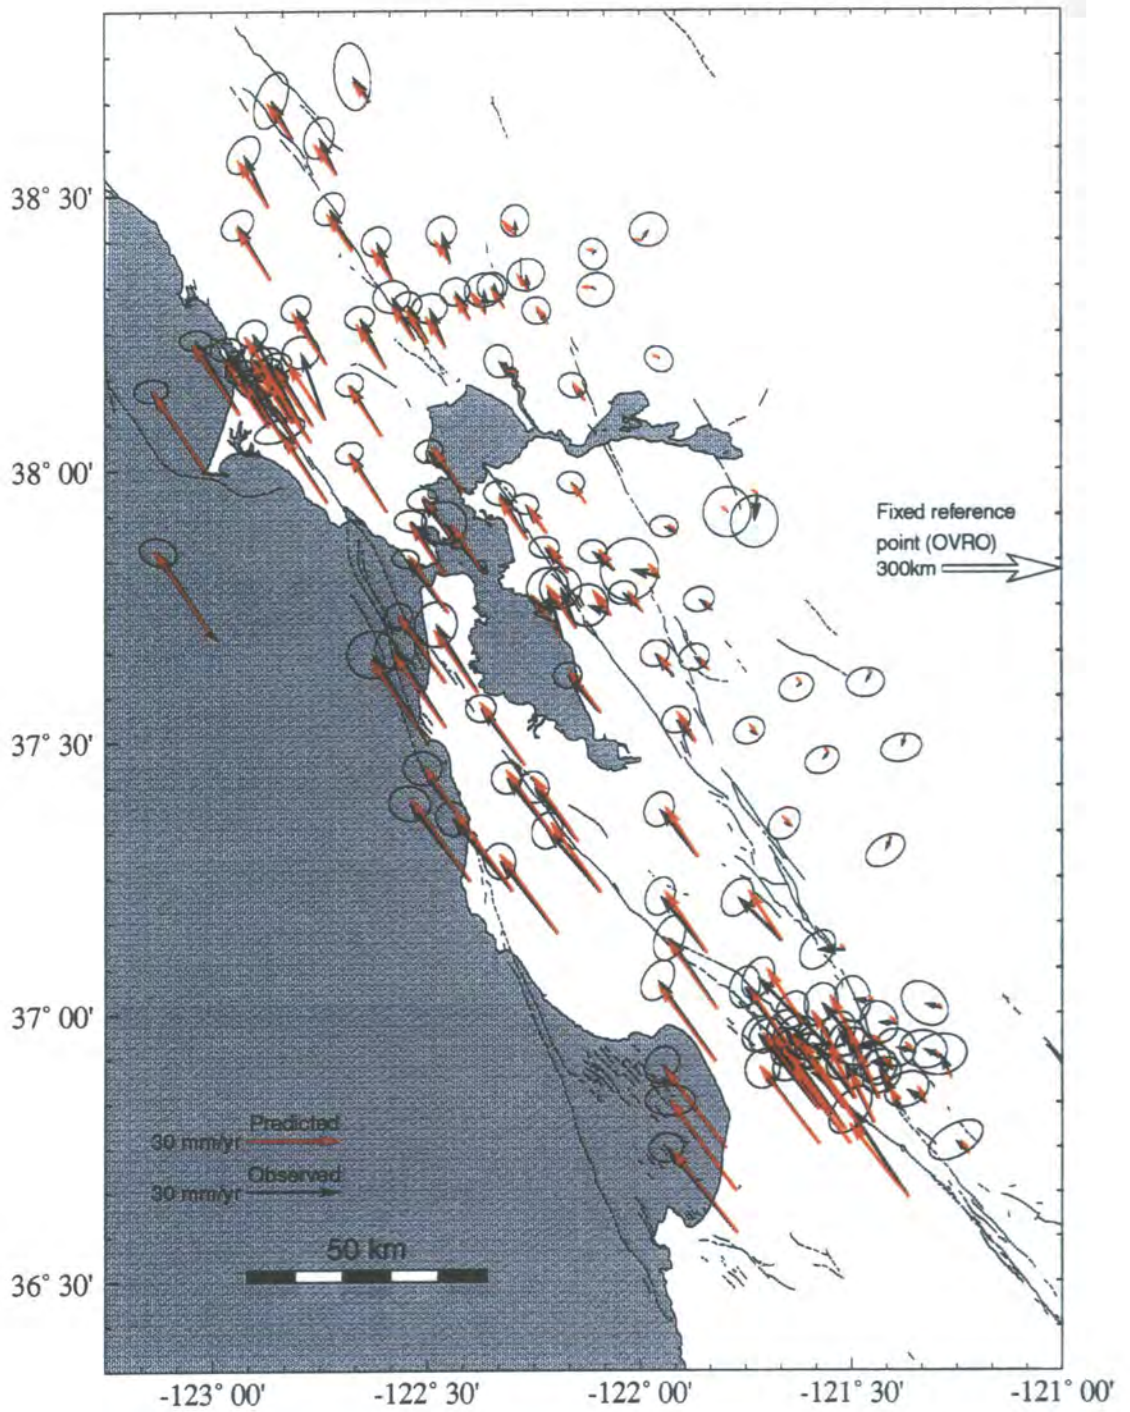 38° 30'
38° 00'
Fixed reference
point (OVRO)
300km
37° 30'
37° 00'
Predicted
30 mm/yr
Observed
30 mm/yr
50 km
36° 30'
-123° 00'
-122° 30'
-122° 00'
-121° 30'
-121° 00'